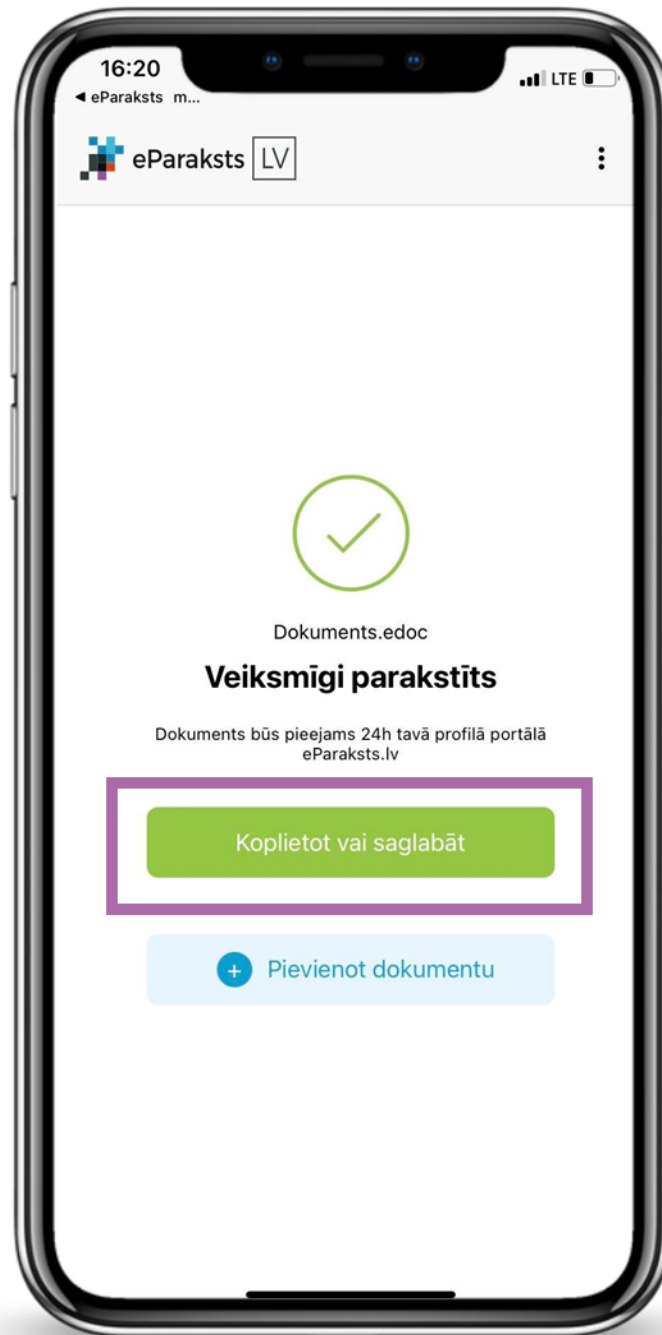 16:20
LTE
eParaksts m...
eParaksts LV
Dokuments.edoc
Veiksmīgi parakstīts
Dokuments būs pieejams 24h tavā profilā portālā
eParaksts.lv
Koplietot vai saglabāt
+ Pievienot dokumentu